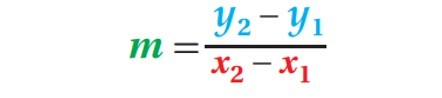 m = (y₂ − y₁) / (x₂ − x₁)